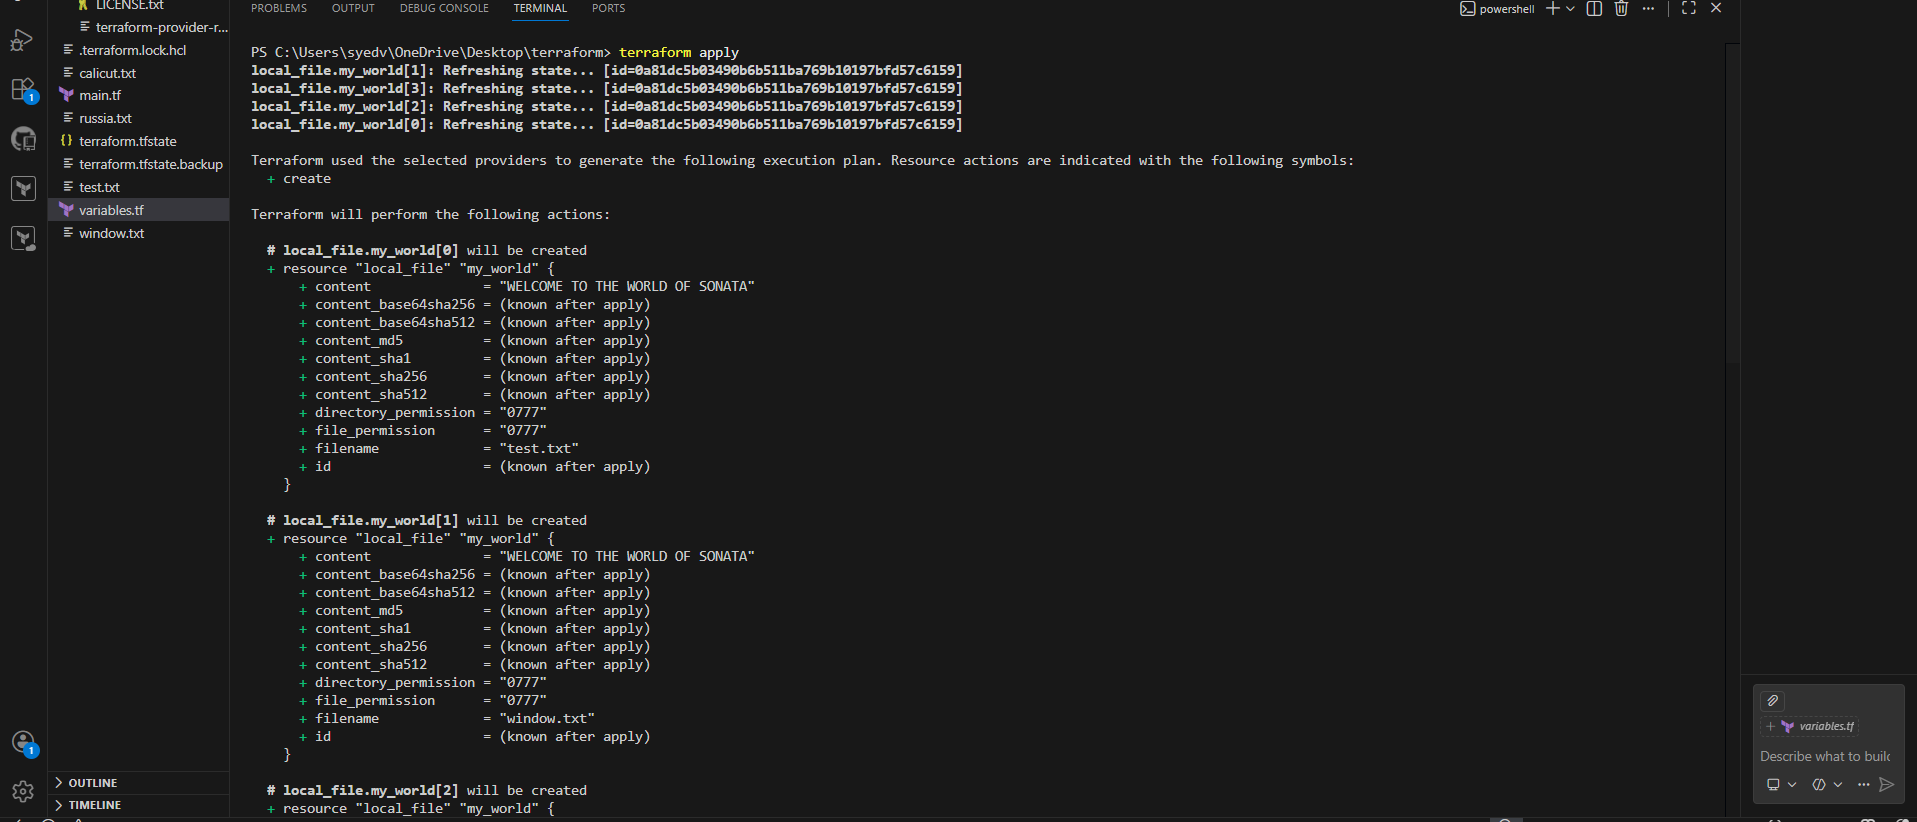 LICENSE.txt
terraform-provider-r...
.terraform.lock.hcl
calicut.txt
main.tf
russia.txt
terraform.tfstate
terraform.tfstate.backup
test.txt
variables.tf
window.txt
OUTLINE
TIMELINE
1
1
PROBLEMS OUTPUT DEBUG CONSOLE TERMINAL PORTS
powershell
PS C:\Users\syedv\OneDrive\Desktop\terraform> terraform apply
local_file.my_world[1]: Refreshing state... [id=0a81dc5b03490b6b511ba769b10197bfd57c6159]
local_file.my_world[3]: Refreshing state... [id=0a81dc5b03490b6b511ba769b10197bfd57c6159]
local_file.my_world[2]: Refreshing state... [id=0a81dc5b03490b6b511ba769b10197bfd57c6159]
local_file.my_world[0]: Refreshing state... [id=0a81dc5b03490b6b511ba769b10197bfd57c6159]
Terraform used the selected providers to generate the following execution plan. Resource actions are indicated with the following symbols:
+ create
Terraform will perform the following actions:
# local_file.my_world[0] will be created
+ resource "local_file" "my_world" {
+ content = "WELCOME TO THE WORLD OF SONATA"
+ content_base64sha256 = (known after apply)
+ content_base64sha512 = (known after apply)
+ content_md5 = (known after apply)
+ content_sha1 = (known after apply)
+ content_sha256 = (known after apply)
+ content_sha512 = (known after apply)
+ directory_permission = "0777"
+ file_permission = "0777"
+ filename = "test.txt"
+ id = (known after apply)
}
# local_file.my_world[1] will be created
+ resource "local_file" "my_world" {
+ content = "WELCOME TO THE WORLD OF SONATA"
+ content_base64sha256 = (known after apply)
+ content_base64sha512 = (known after apply)
+ content_md5 = (known after apply)
+ content_sha1 = (known after apply)
+ content_sha256 = (known after apply)
+ content_sha512 = (known after apply)
+ directory_permission = "0777"
+ file_permission = "0777"
+ filename = "window.txt"
+ id = (known after apply)
}
# local_file.my_world[2] will be created
+ resource "local_file" "my_world" {
+ variables.tf
Describe what to build